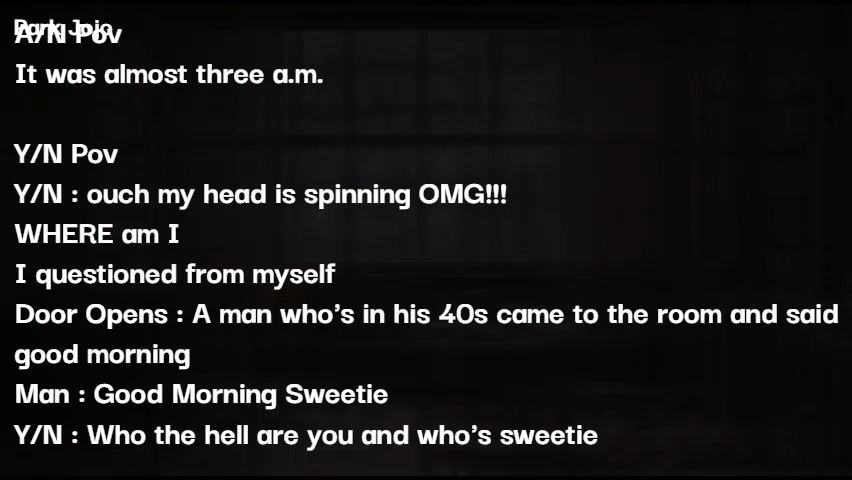 Dark Jojo
A/N Pov
It was almost three a.m.
Y/N Pov
Y/N : ouch my head is spinning OMG!!!
WHERE am I
I questioned from myself
Door Opens : A man who's in his 40s came to the room and said
good morning
Man : Good Morning Sweetie
Y/N : Who the hell are you and who's sweetie